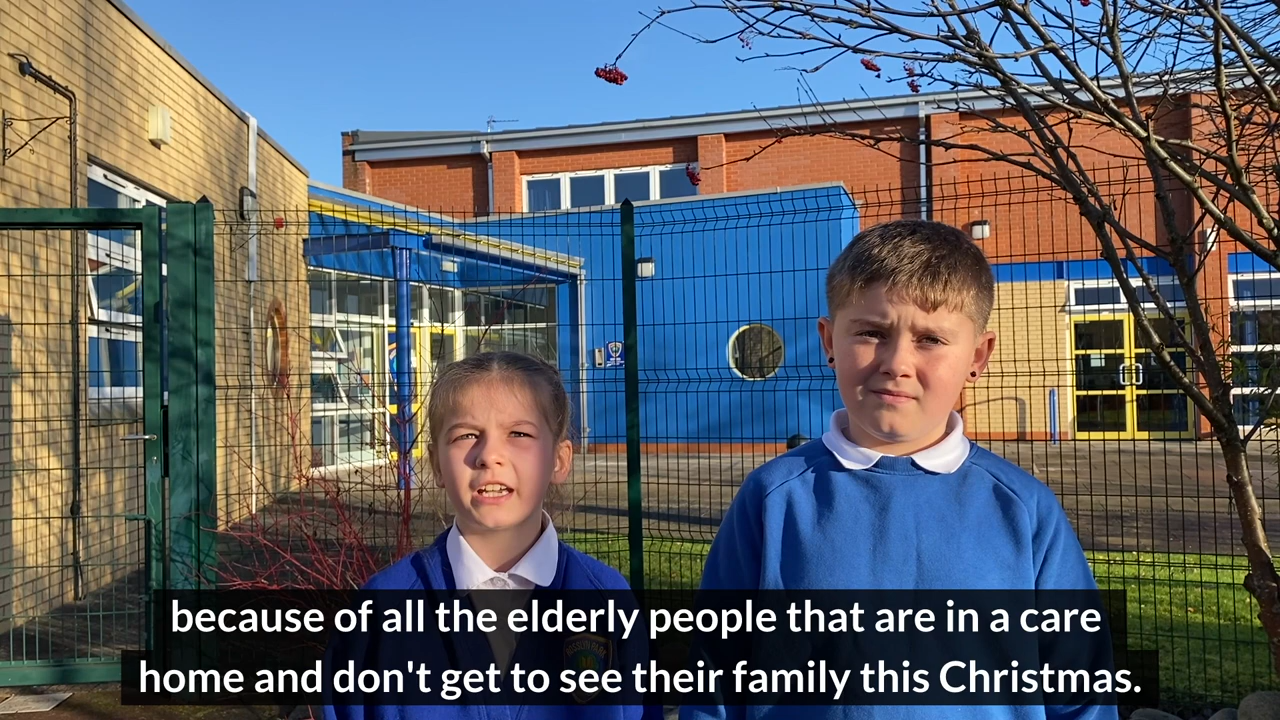 because of all the elderly people that are in a care
home and don't get to see their family this Christmas.